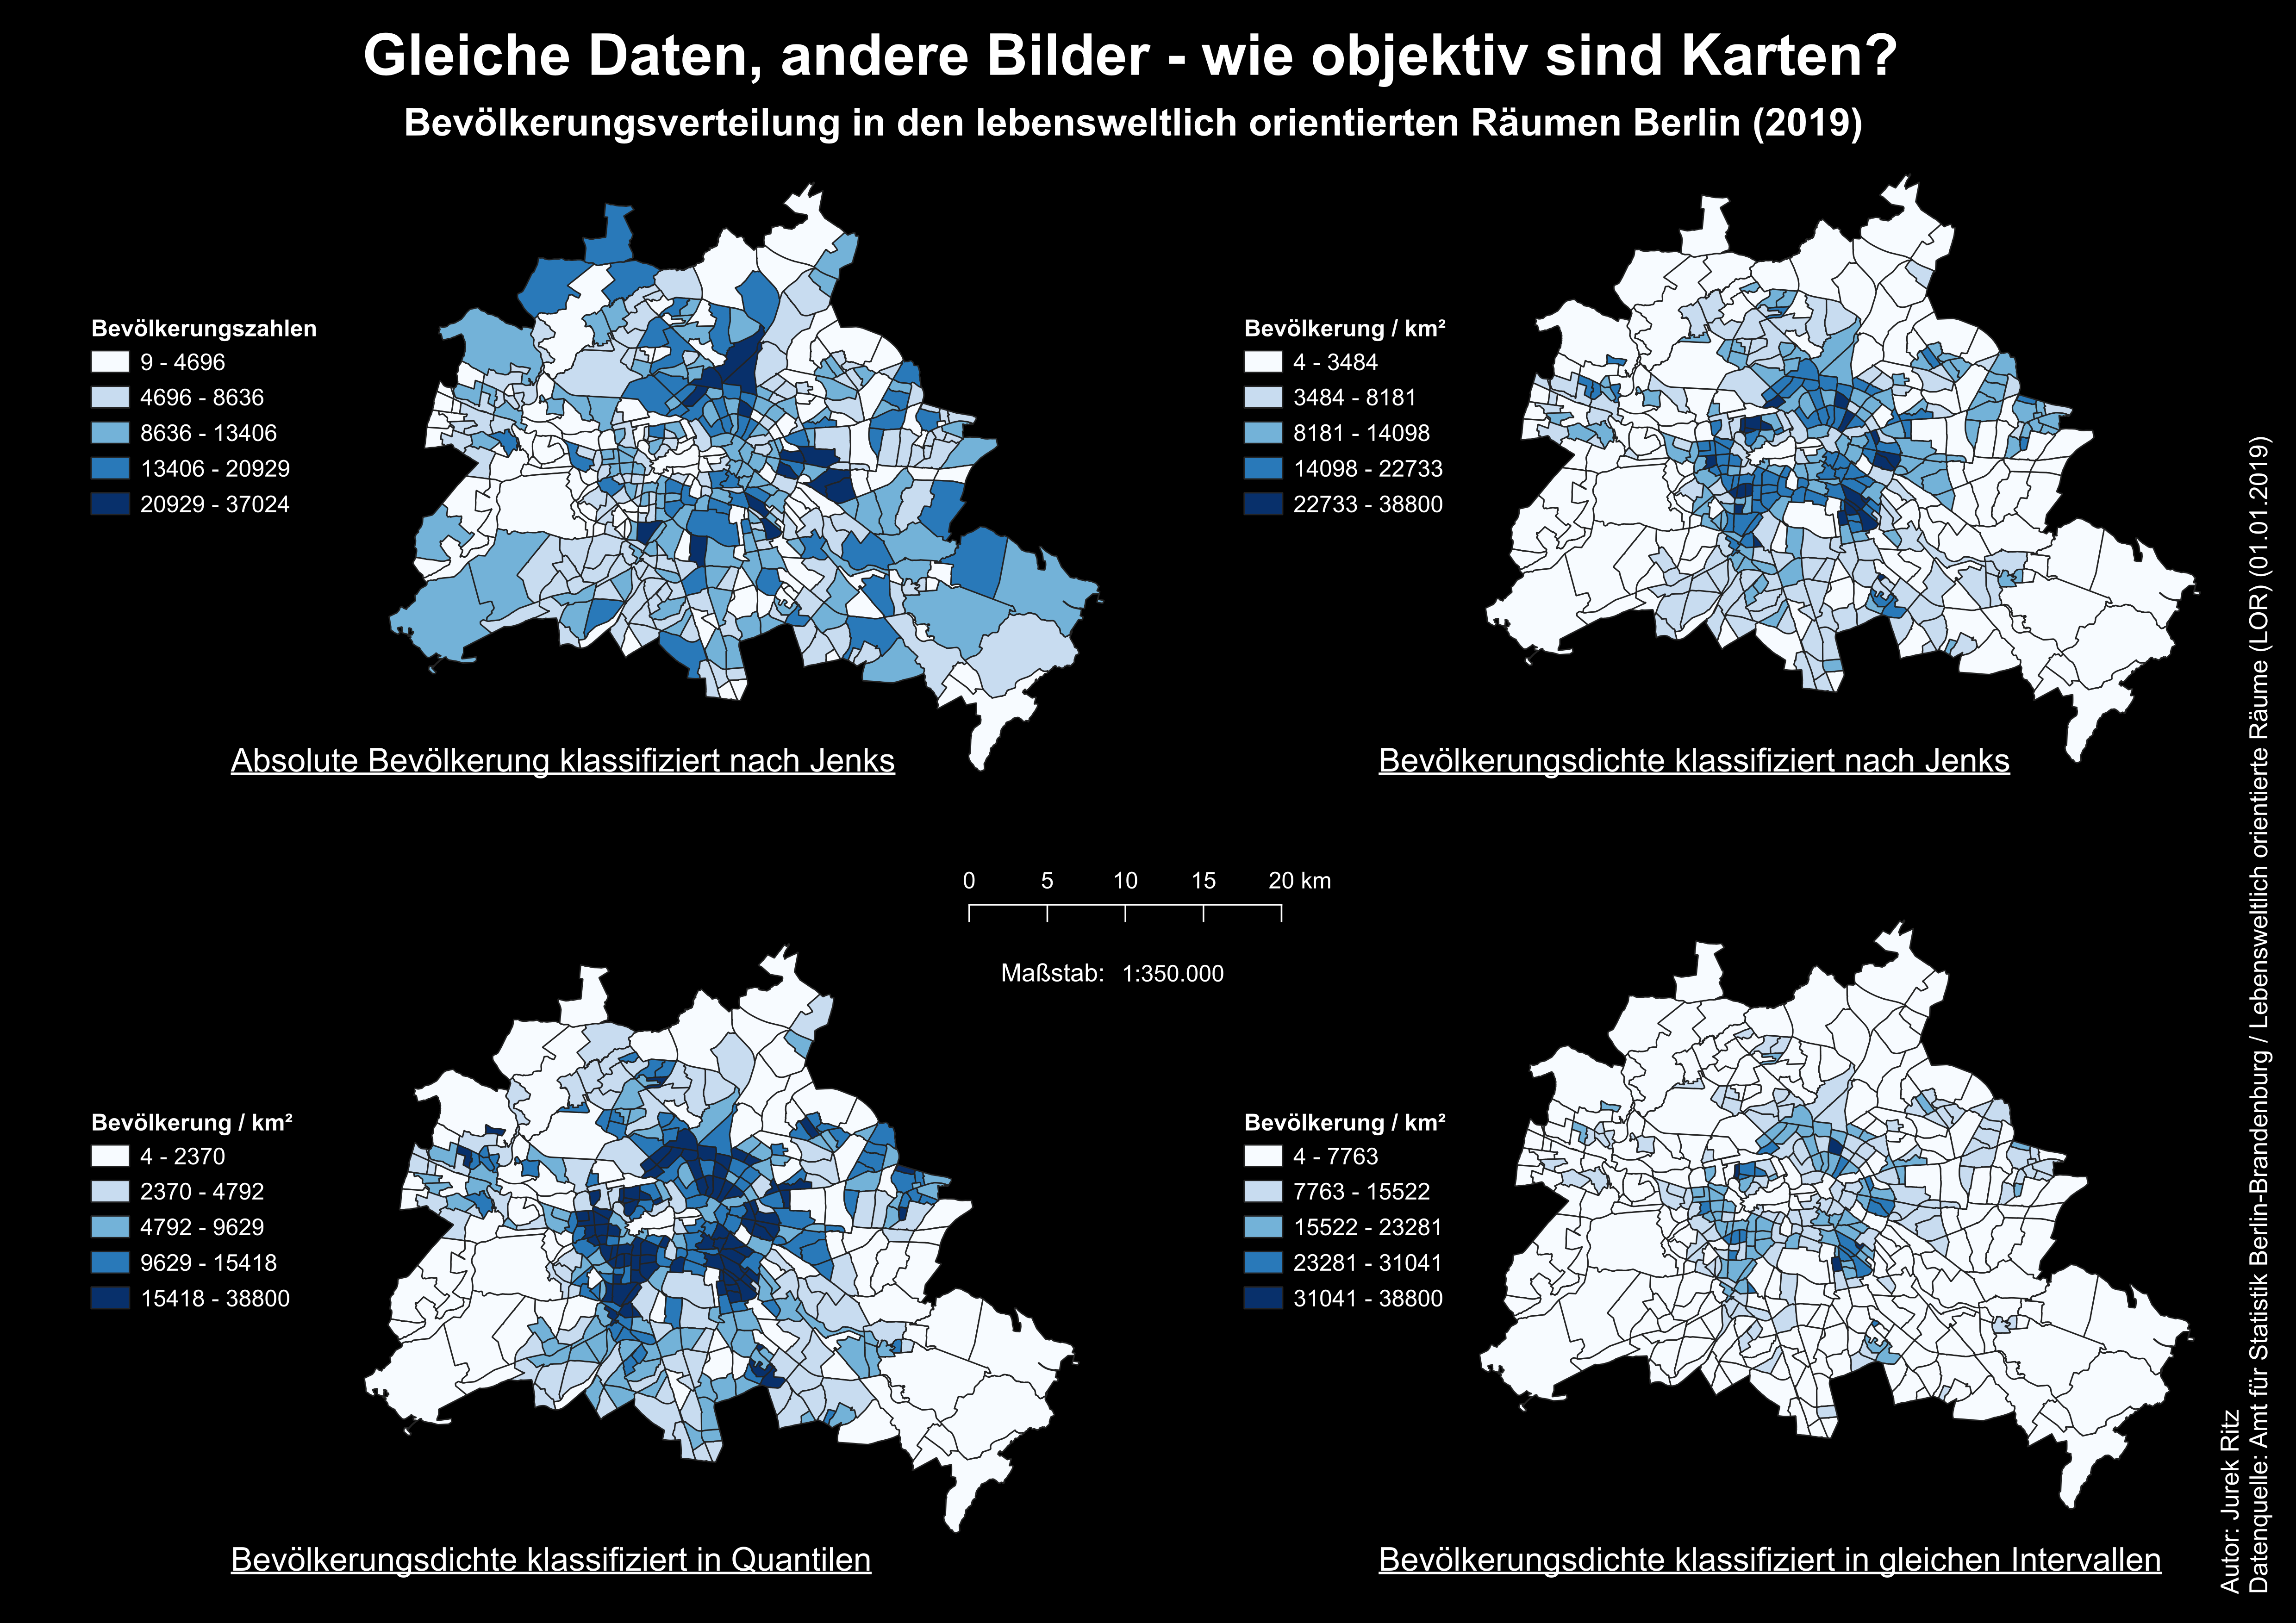 Gleiche Daten, andere Bilder - wie objektiv sind Karten?
Bevölkerungsverteilung in den lebensweltlich orientierten Räumen Berlin (2019)
Bevölkerungszahlen
9 - 4696
4696 - 8636
8636 - 13406
13406 - 20929
20929 - 37024
Absolute Bevölkerung klassifiziert nach Jenks
Bevölkerung / km²
4 - 3484
3484 - 8181
8181 - 14098
14098 - 22733
22733 - 38800
Bevölkerungsdichte klassifiziert nach Jenks
0 5 10 15 20 km
Maßstab: 1:350.000
Bevölkerung / km²
4 - 2370
2370 - 4792
4792 - 9629
9629 - 15418
15418 - 38800
Bevölkerungsdichte klassifiziert in Quantilen
Bevölkerung / km²
4 - 7763
7763 - 15522
15522 - 23281
23281 - 31041
31041 - 38800
Bevölkerungsdichte klassifiziert in gleichen Intervallen
Autor: Jurek Ritz
Datenquelle: Amt für Statistik Berlin-Brandenburg / Lebensweltlich orientierte Räume (LOR) (01.01.2019)